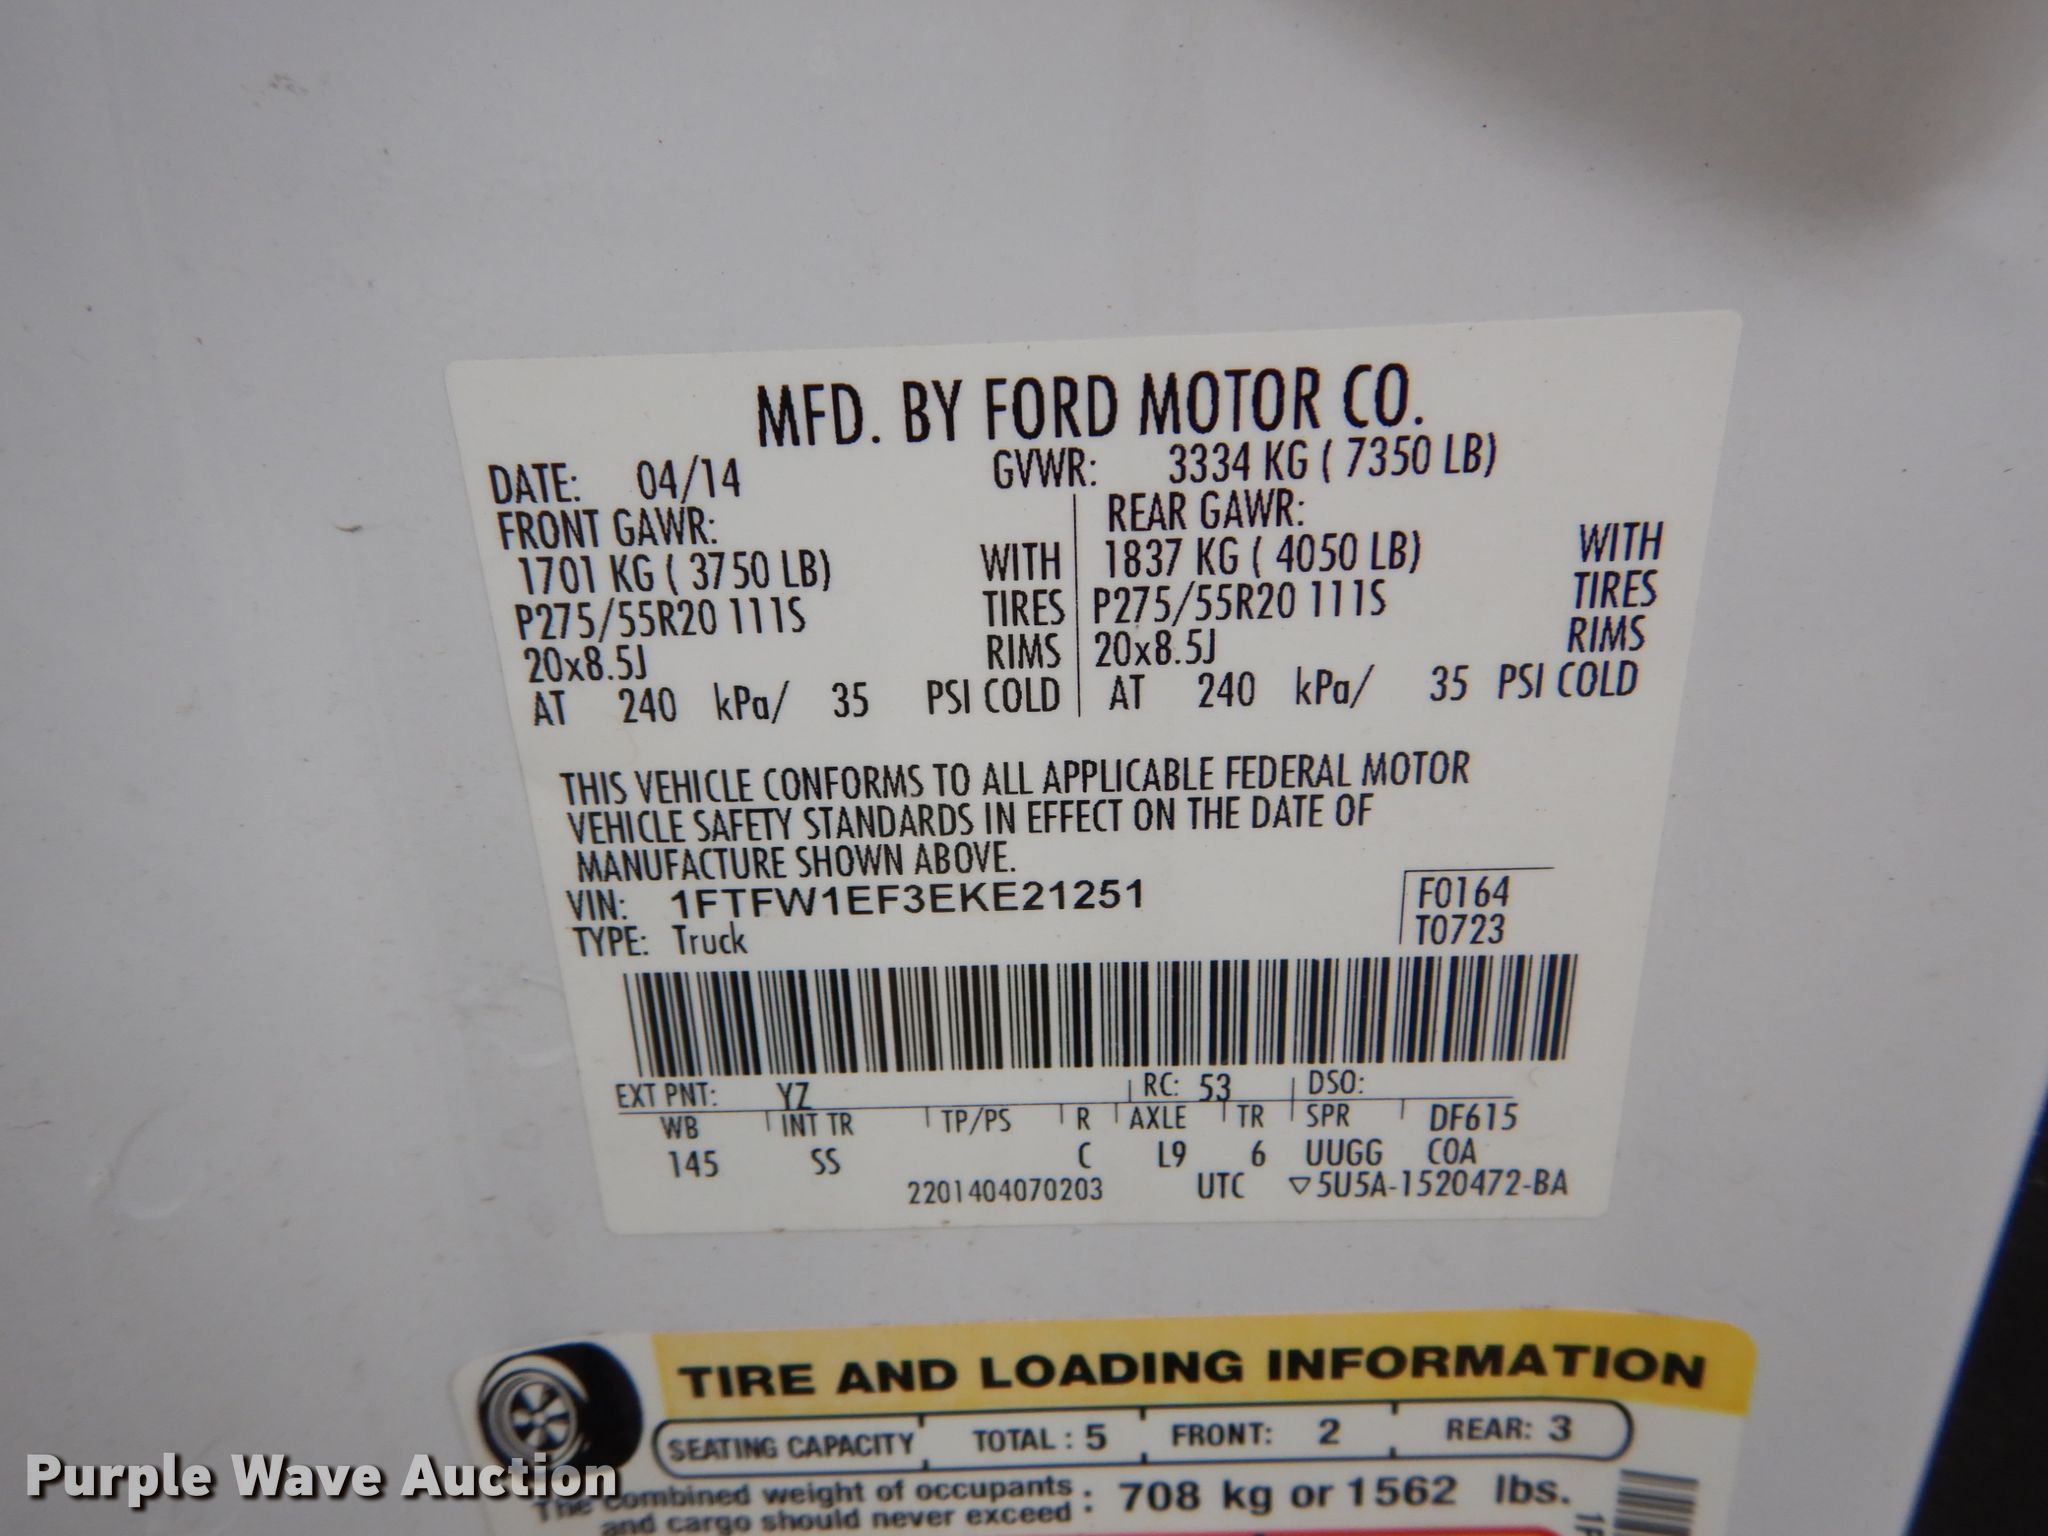 MFD. BY FORD MOTOR CO.
DATE: 04/14 GVWR: 3334 KG ( 7350 LB)
FRONT GAWR: REAR GAWR:
1701 KG ( 3750 LB) WITH 1837 KG ( 4050 LB) WITH
P275/55R20 111S TIRES P275/55R20 111S TIRES
20x8.5J RIMS 20x8.5J RIMS
AT 240 kPa/ 35 PSI COLD AT 240 kPa/ 35 PSI COLD
THIS VEHICLE CONFORMS TO ALL APPLICABLE FEDERAL MOTOR
VEHICLE SAFETY STANDARDS IN EFFECT ON THE DATE OF
MANUFACTURE SHOWN ABOVE.
VIN: 1FTFW1EF3EKE21251 F0164
TYPE: Truck T0723
EXT PNT: YZ RC: 53 DSO:
WB INT TR TP/PS R AXLE TR SPR DF615
145 SS C L9 6 UUGG COA
2201404070203 UTC ▽5U5A-1520472-BA
TIRE AND LOADING INFORMATION
SEATING CAPACITY TOTAL : 5 FRONT: 2 REAR: 3
The combined weight of occupants : 708 kg or 1562 lbs.
and cargo should never exceed :
Purple Wave Auction